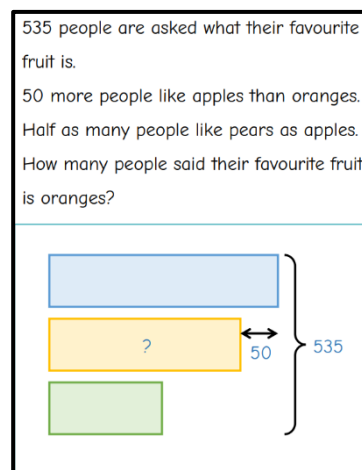 535 people are asked what their favourite
fruit is.
50 more people like apples than oranges.
Half as many people like pears as apples.
How many people said their favourite fruit
is oranges?
?
50
535